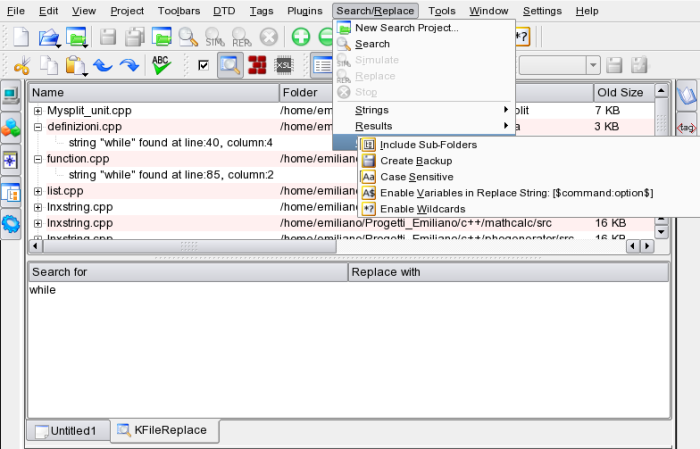 File Edit View Project Toolbars DTD Tags Plugins Search/Replace Tools Window Settings Help
New Search Project...
Search
Simulate
Replace
Stop
Strings
Results
Include Sub-Folders
Create Backup
Case Sensitive
Enable Variables in Replace String: [$command:option$]
Enable Wildcards
Name Folder Old Size
Mysplit_unit.cpp /home/em plit 7 KB
definizioni.cpp /home/em a 3 KB
string "while" found at line:40, column:4
function.cpp /home/emiliano
string "while" found at line:85, column:2
list.cpp /home/emiliano
lnxstring.cpp /home/emiliano
lnxstring.cpp /home/emiliano/Progetti_Emiliano/c++/mathcalc/src 16 KB
lnxstring.cpp /home/emiliano/Progetti_Emiliano/c++/phpgenerator/src 16 KB
Search for Replace with
while
Untitled1 KFileReplace